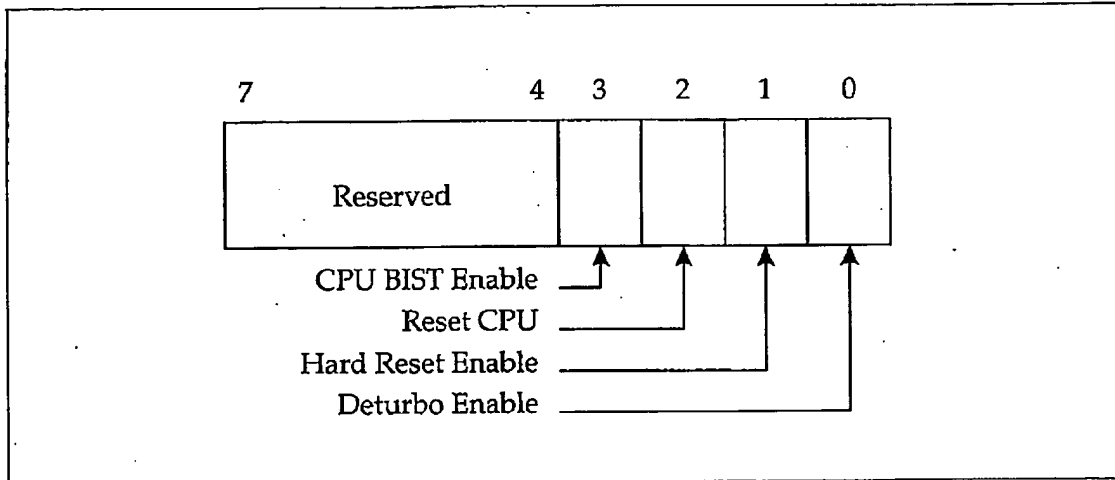 7 4 3 2 1 0
Reserved
CPU BIST Enable
Reset CPU
Hard Reset Enable
Deturbo Enable